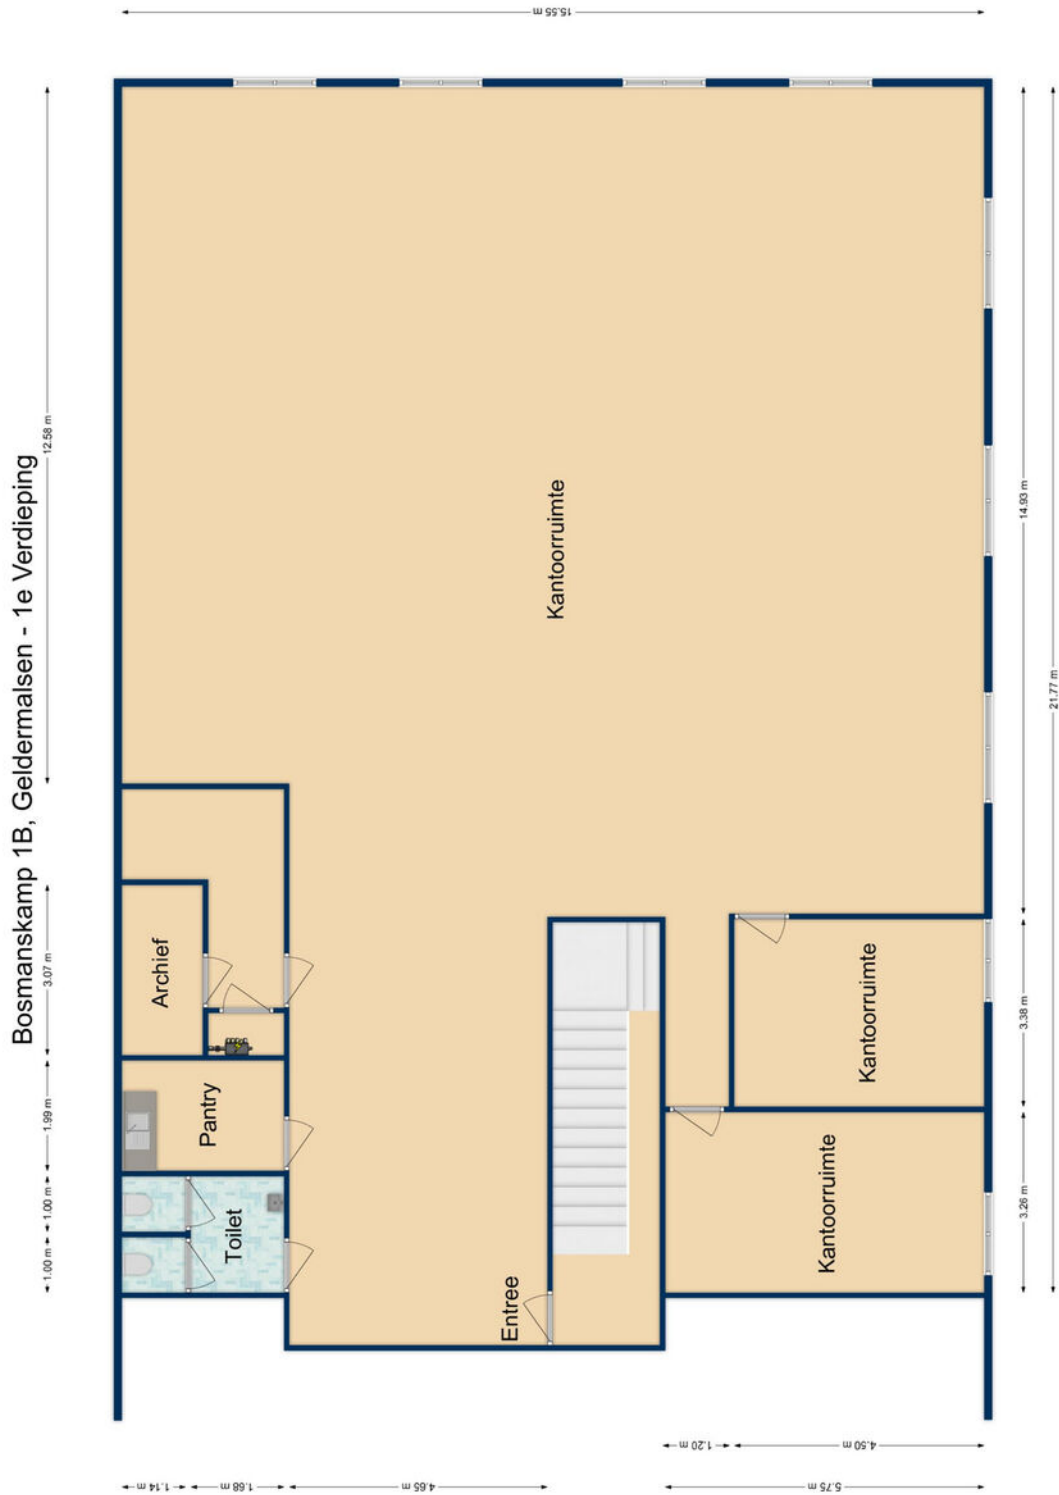 Bosmanskamp 1B, Geldermalsen - 1e Verdieping
1.00 m
1.00 m
1.99 m
3.07 m
12.58 m
Toilet
Pantry
Archief
Entree
Kantoorruimte
Kantoorruimte
Kantoorruimte
3.26 m
3.38 m
14.93 m
21.77 m
1.14 m
1.68 m
4.65 m
1.20 m
4.50 m
5.75 m
15.55 m